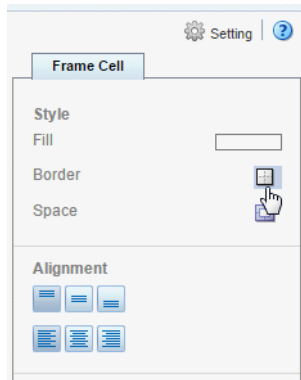 Setting ?
Frame Cell
Style
Fill
Border
Space
Alignment